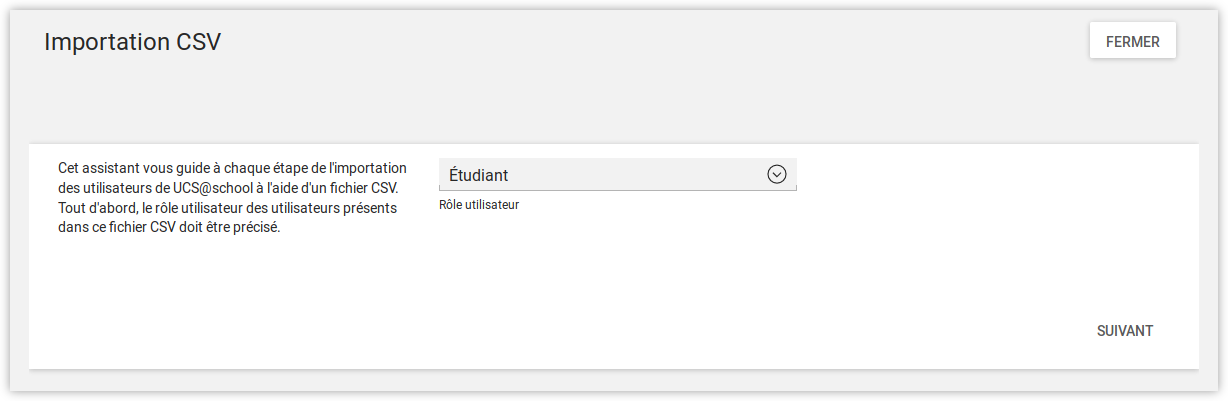 Importation CSV
FERMER
Cet assistant vous guide à chaque étape de l'importation
des utilisateurs de UCS@school à l'aide d'un fichier CSV.
Tout d'abord, le rôle utilisateur des utilisateurs présents
dans ce fichier CSV doit être précisé.
Étudiant
Rôle utilisateur
SUIVANT